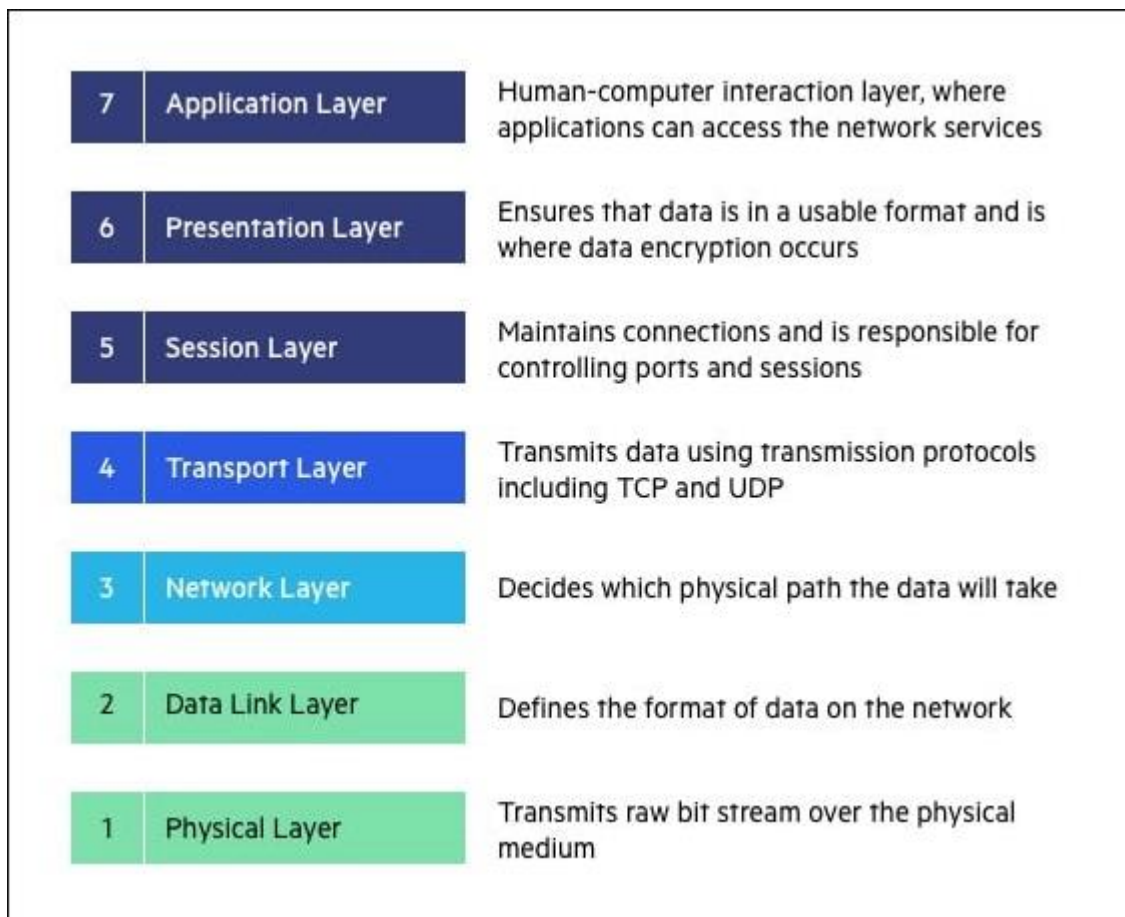 7 Application Layer
Human-computer interaction layer, where
applications can access the network services
6 Presentation Layer
Ensures that data is in a usable format and is
where data encryption occurs
5 Session Layer
Maintains connections and is responsible for
controlling ports and sessions
4 Transport Layer
Transmits data using transmission protocols
including TCP and UDP
3 Network Layer
Decides which physical path the data will take
2 Data Link Layer
Defines the format of data on the network
1 Physical Layer
Transmits raw bit stream over the physical
medium